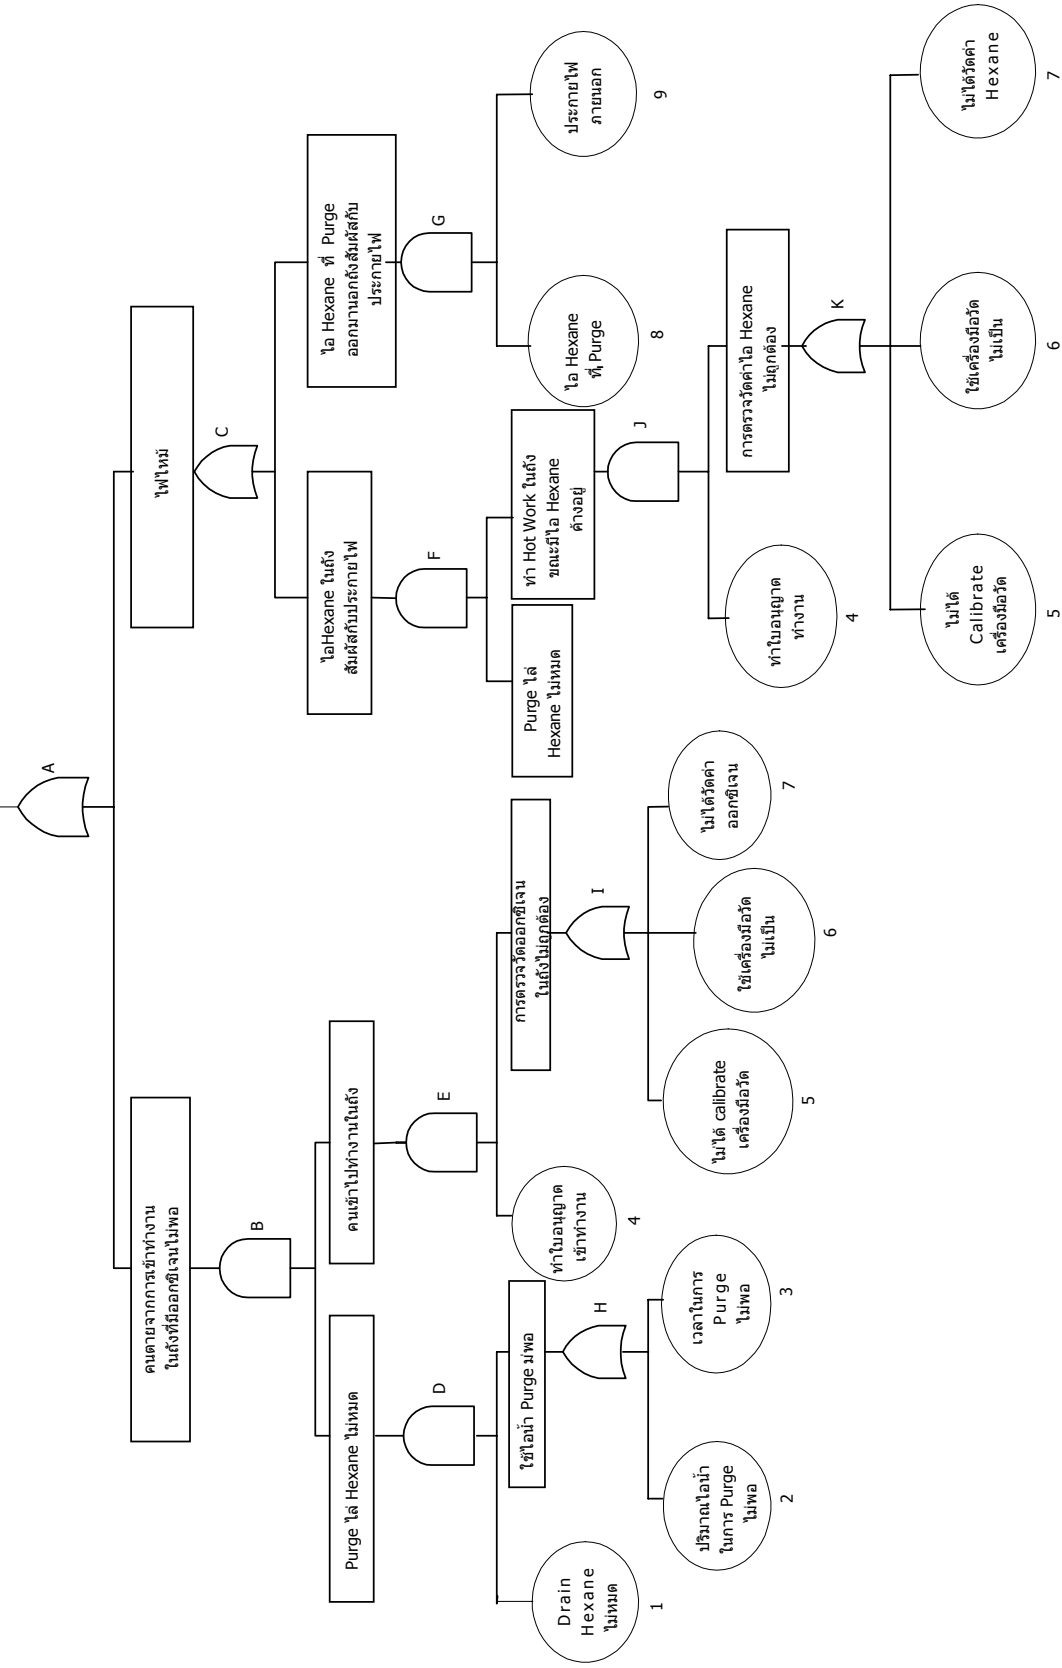 A
คนตายจากการเข้าทำงาน
ในถังที่มีออกซิเจนไม่พอ
ไฟไหม้
B
C
Purge ไล่ Hexane ไม่หมด
คนเข้าไปทำงานในถัง
ไอHexane ในถัง
สัมผัสกับประกายไฟ
ไอ Hexane ที่ Purge
ออกมานอกถังสัมผัสกับ
ประกายไฟ
D
E
F
G
Drain
Hexane
ไม่หมด
1
ใช้ไอน้ำ Purge ม่พอ
ทำใบอนุญาต
เข้าทำงาน
4
การตรวจวัดออกซิเจน
ในถังไม่ถูกต้อง
Purge ไล่
Hexane ไม่หมด
ทำ Hot Work ในถัง
ขณะมีไอ Hexane
ค้างอยู่
ไอ Hexane
ที่ Purge
8
ประกายไฟ
ภายนอก
9
H
I
J
ปริมาณไอน้ำ
ในการ Purge
ไม่พอ
2
เวลาในการ
Purge
ไม่พอ
3
ไม่ได้ calibrate
เครื่องมือวัด
5
ใช้เครื่องมือวัด
ไม่เป็น
6
ไม่ได้วัดค่า
ออกซิเจน
7
ทำใบอนุญาต
ทำงาน
4
การตรวจวัดค่าไอ Hexane
ไม่ถูกต้อง
K
ไม่ได้
Calibrate
เครื่องมือวัด
5
ใช้เครื่องมือวัด
ไม่เป็น
6
ไม่ได้วัดค่า
Hexane
7